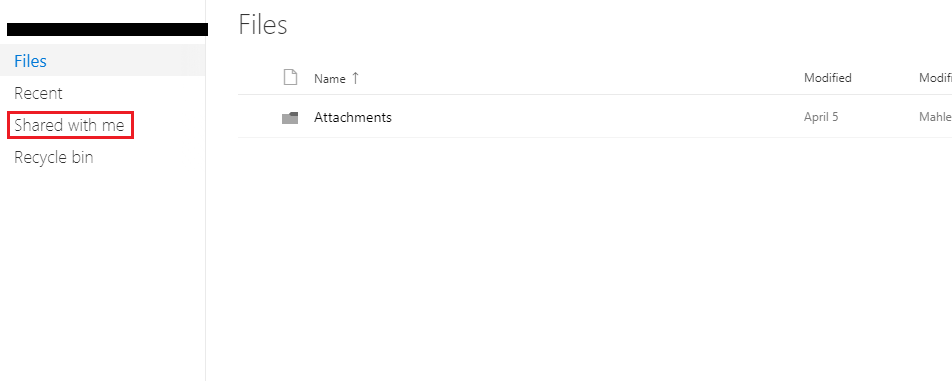 Files
Files
Recent
Shared with me
Recycle bin
Name ↑ Modified Modifi
Attachments April 5 Mahle